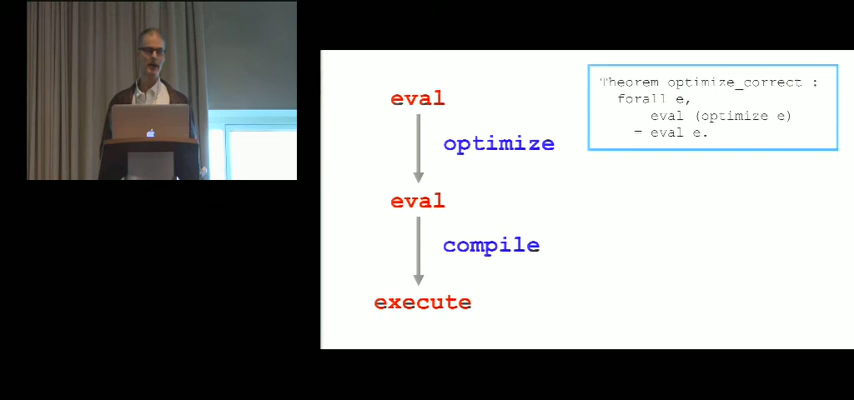 eval
optimize
eval
compile
execute
Theorem optimize_correct :
forall e,
eval (optimize e)
= eval e.